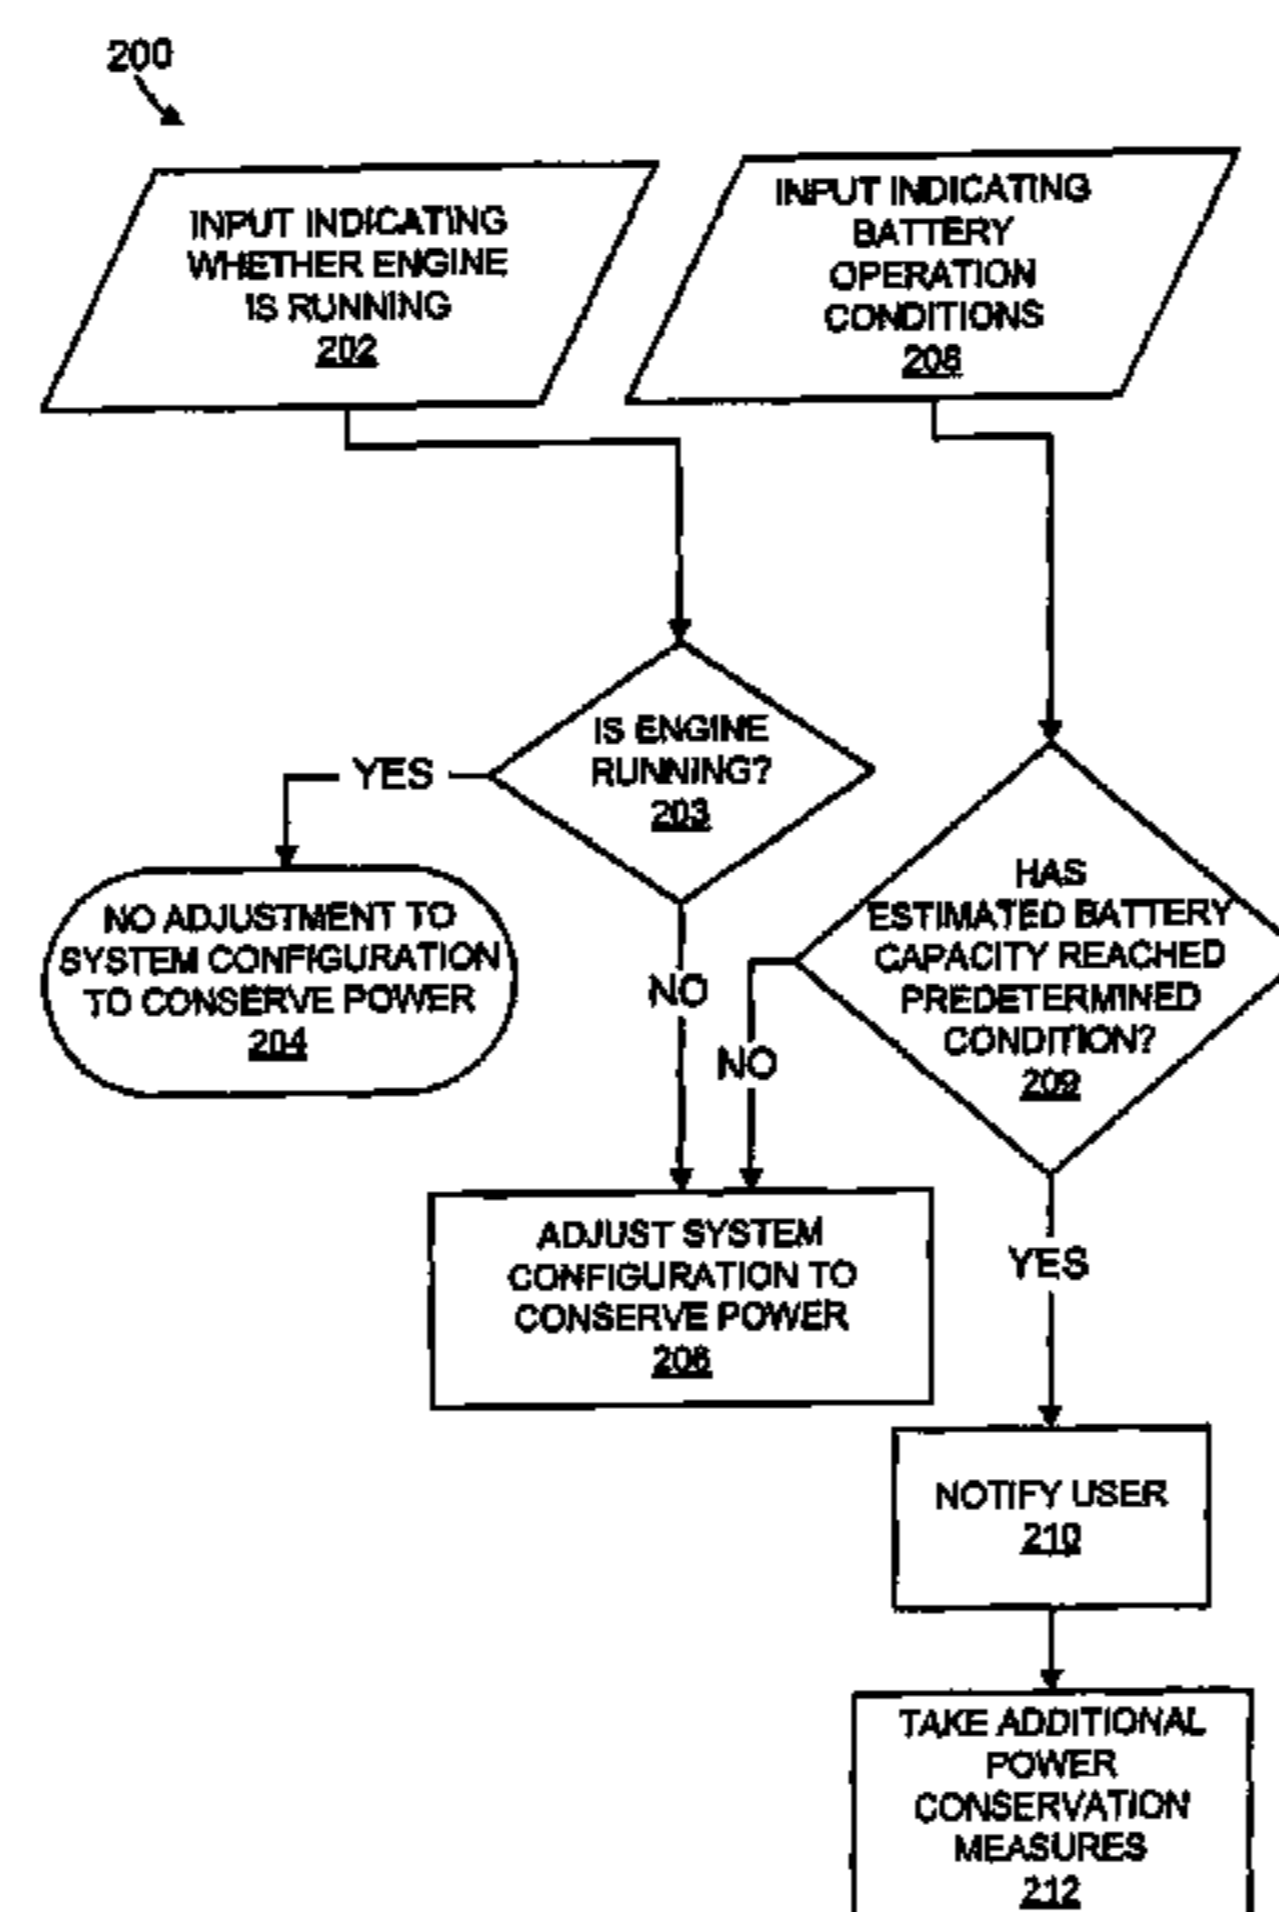 200
INPUT INDICATING
WHETHER ENGINE
IS RUNNING
202
INPUT INDICATING
BATTERY
OPERATION
CONDITIONS
208
IS ENGINE
RUNNING?
203
YES
NO ADJUSTMENT TO
SYSTEM CONFIGURATION
TO CONSERVE POWER
204
NO
HAS
ESTIMATED BATTERY
CAPACITY REACHED
PREDETERMINED
CONDITION?
209
NO
ADJUST SYSTEM
CONFIGURATION TO
CONSERVE POWER
206
YES
NOTIFY USER
210
TAKE ADDITIONAL
POWER
CONSERVATION
MEASURES
212